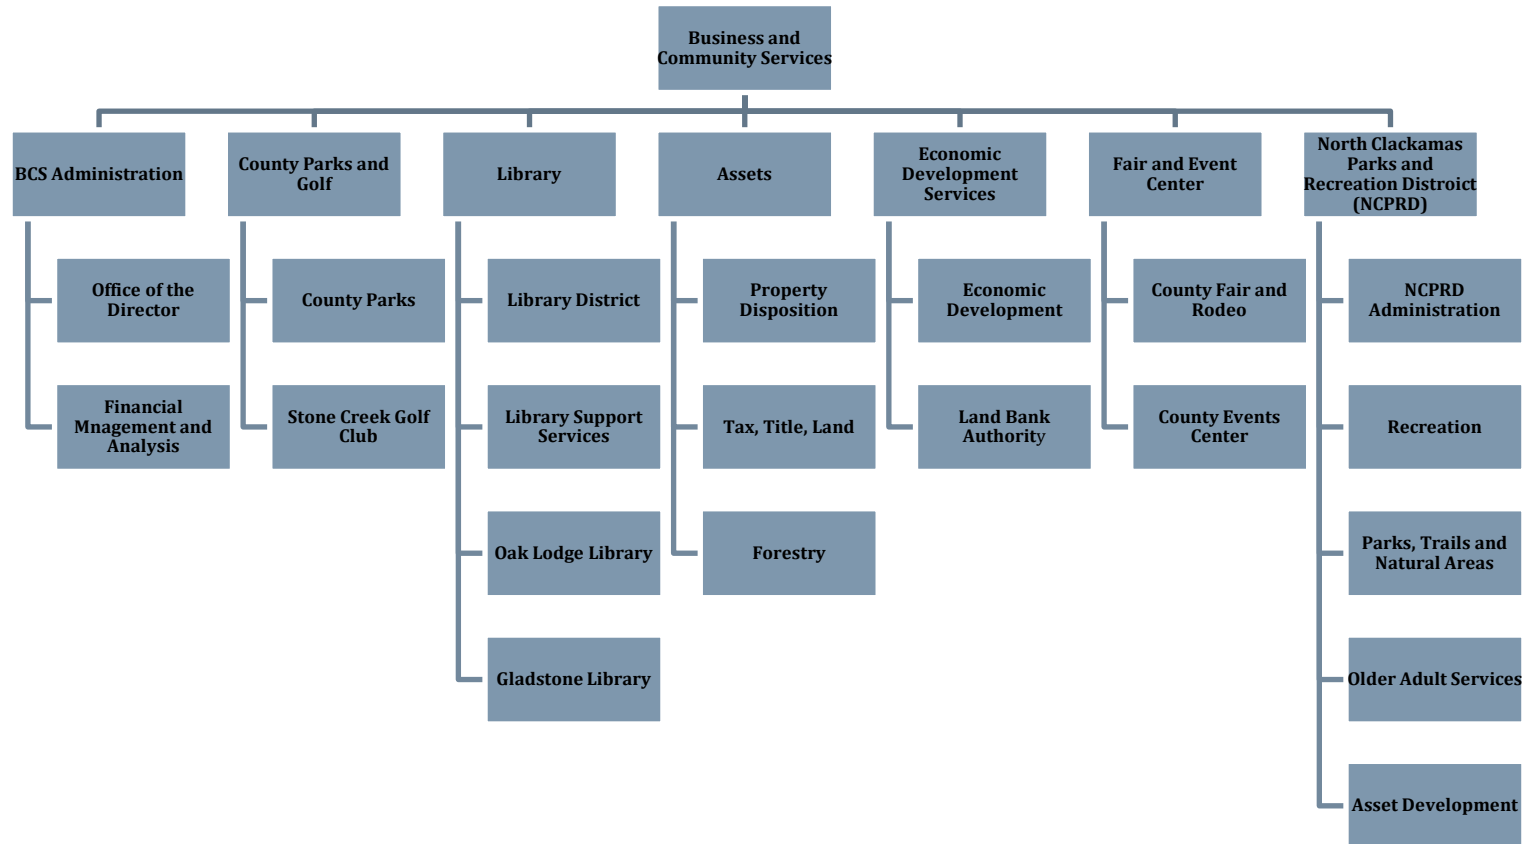 Business and
Community Services
BCS Administration
County Parks and
Golf
Library
Assets
Economic
Development
Services
Fair and Event
Center
North Clackamas
Parks and
Recreation Distroict
(NCPRD)
Office of the
Director
County Parks
Library District
Property
Disposition
Economic
Development
County Fair and
Rodeo
NCPRD
Administration
Financial
Mnagement and
Analysis
Stone Creek Golf
Club
Library Support
Services
Tax, Title, Land
Land Bank
Authority
County Events
Center
Recreation
Oak Lodge Library
Forestry
Parks, Trails and
Natural Areas
Gladstone Library
Older Adult Services
Asset Development